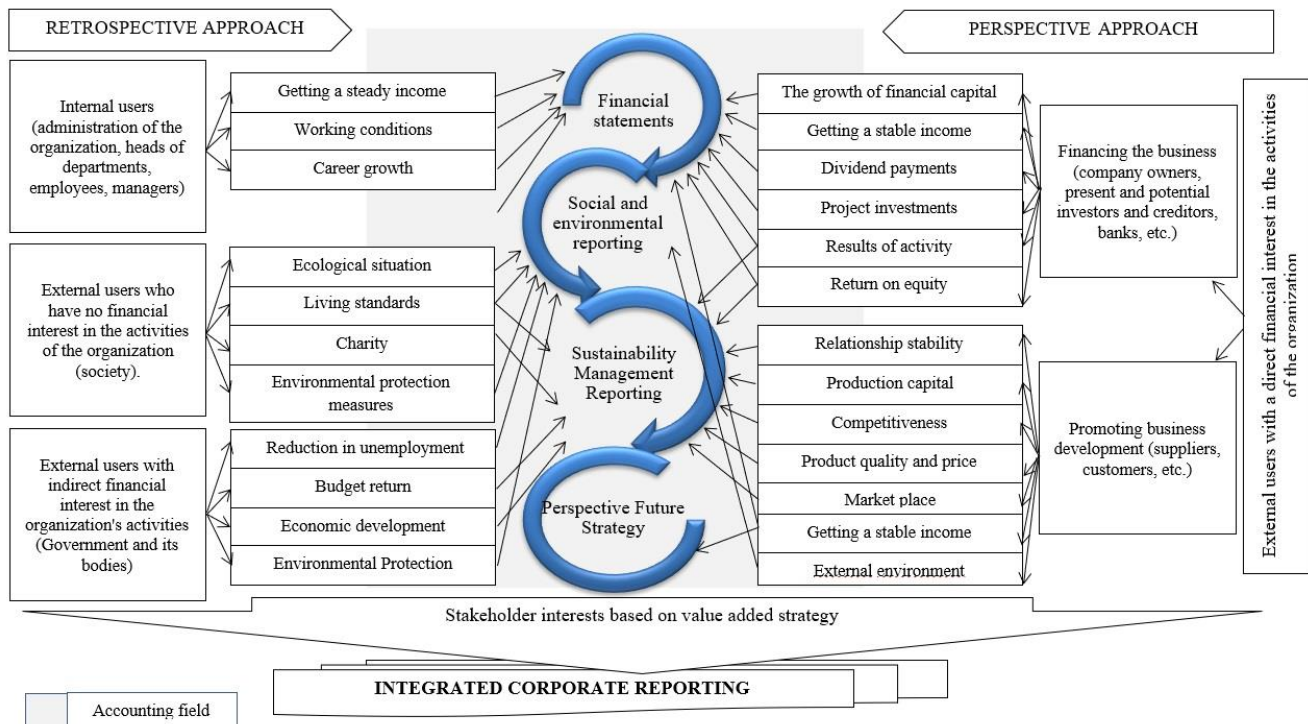 RETROSPECTIVE APPROACH
PERSPECTIVE APPROACH
Internal users
(administration of the
organization, heads of
departments,
employees, managers)
Getting a steady income
Working conditions
Career growth
External users who
have no financial
interest in the activities
of the organization
(society).
Ecological situation
Living standards
Charity
Environmental protection
measures
External users with
indirect financial
interest in the
organization's activities
(Government and its
bodies)
Reduction in unemployment
Budget return
Economic development
Environmental Protection
Financial
statements
Social and
environmental
reporting
Sustainability
Management
Reporting
Perspective Future
Strategy
The growth of financial capital
Getting a stable income
Dividend payments
Project investments
Results of activity
Return on equity
Relationship stability
Production capital
Competitiveness
Product quality and price
Market place
Getting a stable income
External environment
Financing the business
(company owners,
present and potential
investors and creditors,
banks, etc.)
Promoting business
development (suppliers,
customers, etc.)
External users with a direct financial interest in the activities
of the organization
Stakeholder interests based on value added strategy
INTEGRATED CORPORATE REPORTING
Accounting field